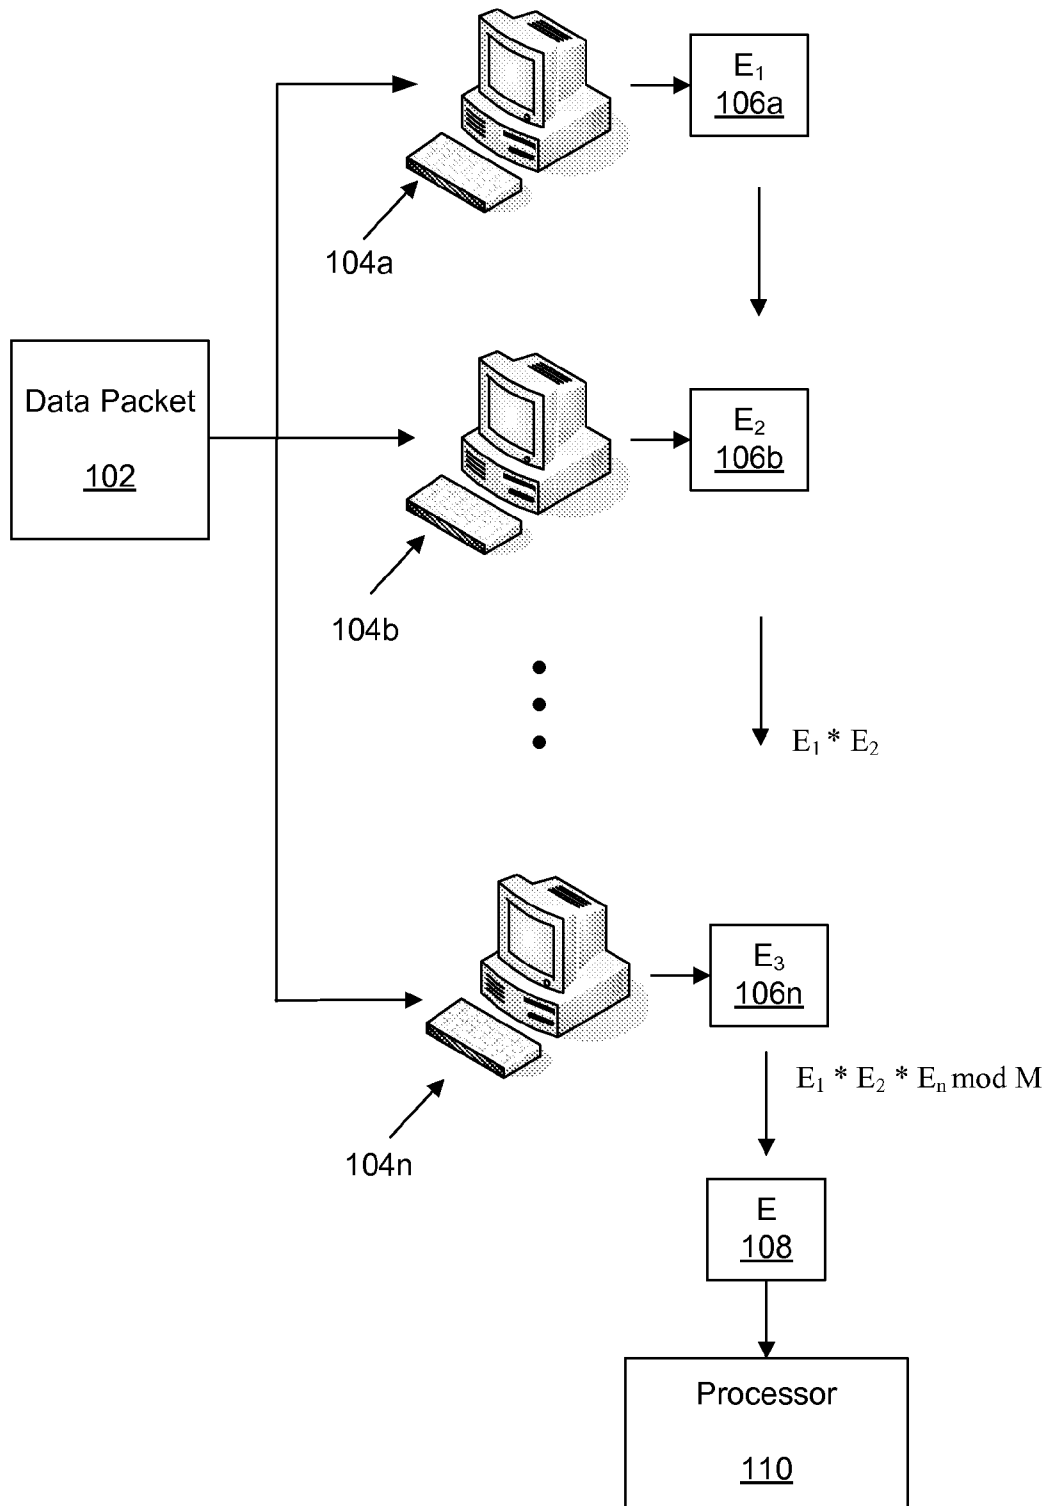 E₁
106a
104a
Data Packet
102
E₂
106b
104b
E₁ * E₂
E₃
106n
E₁ * E₂ * Eₙ mod M
104n
E
108
Processor
110